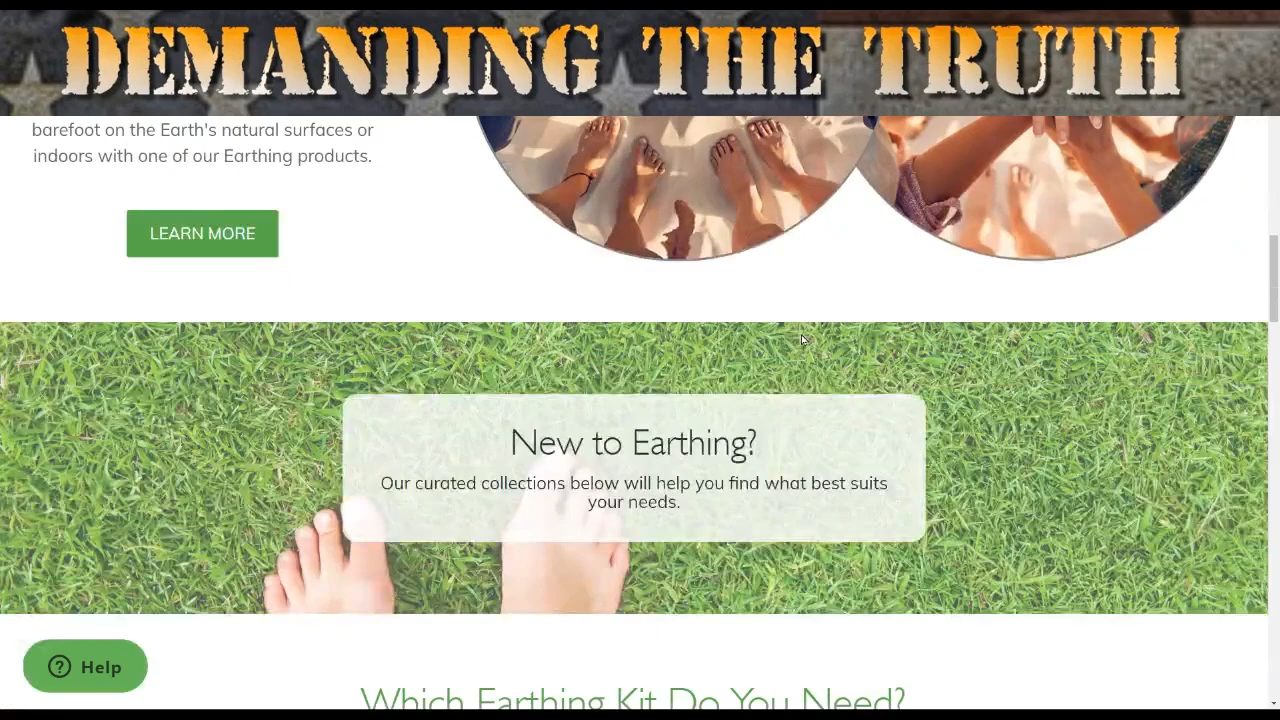 DEMANDING THE TRUTH
barefoot on the Earth's natural surfaces or
indoors with one of our Earthing products.
LEARN MORE
New to Earthing?
Our curated collections below will help you find what best suits
your needs.
Help
Which Earthing Kit Do You Need?